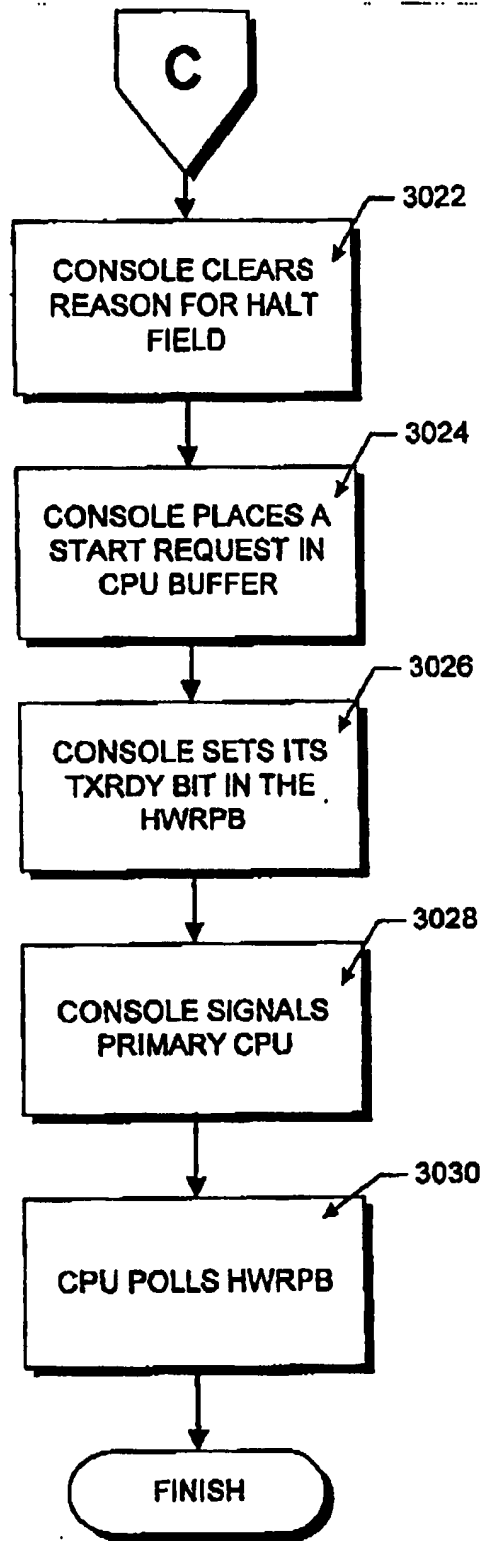 C
3022
CONSOLE CLEARS
REASON FOR HALT
FIELD
3024
CONSOLE PLACES A
START REQUEST IN
CPU BUFFER
3026
CONSOLE SETS ITS
TXRDY BIT IN THE
HWRPB
3028
CONSOLE SIGNALS
PRIMARY CPU
3030
CPU POLLS HWRPB
FINISH